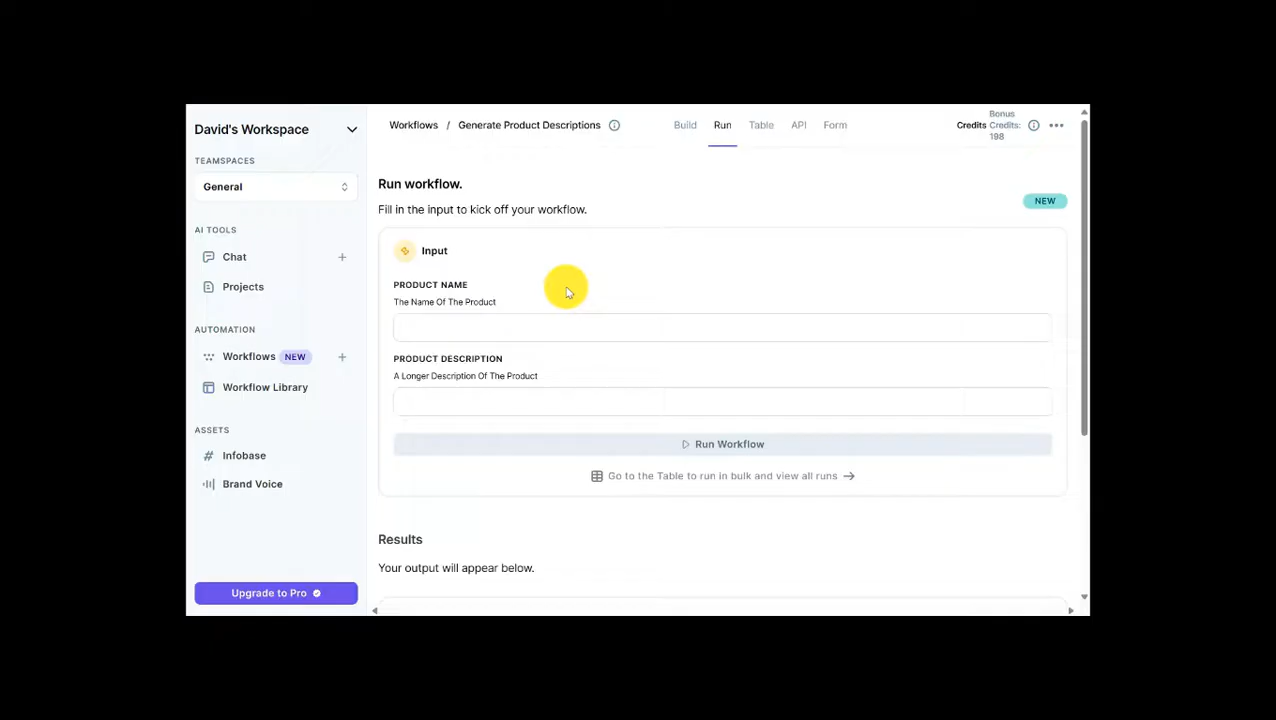 David's Workspace
TEAMSPACES
General
AI TOOLS
Chat
Projects
AUTOMATION
Workflows NEW
Workflow Library
ASSETS
Infobase
Brand Voice
Upgrade to Pro
Workflows / Generate Product Descriptions
Build Run Table API Form
Credits Bonus
Credits:
198
Run workflow.
Fill in the input to kick off your workflow.
NEW
Input
PRODUCT NAME
The Name Of The Product
PRODUCT DESCRIPTION
A Longer Description Of The Product
Run Workflow
Go to the Table to run in bulk and view all runs →
Results
Your output will appear below.